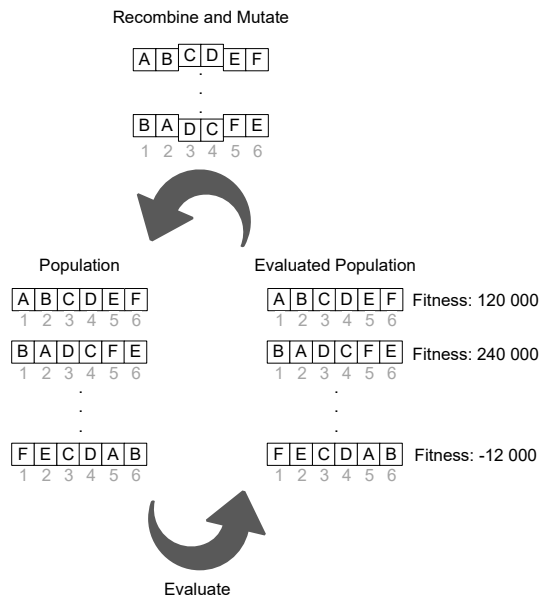 Recombine and Mutate
A B C D E F
B A D C F E
1 2 3 4 5 6
Population
A B C D E F
1 2 3 4 5 6
B A D C F E
1 2 3 4 5 6
F E C D A B
1 2 3 4 5 6
Evaluated Population
A B C D E F Fitness: 120 000
1 2 3 4 5 6
B A D C F E Fitness: 240 000
1 2 3 4 5 6
F E C D A B Fitness: -12 000
1 2 3 4 5 6
Evaluate